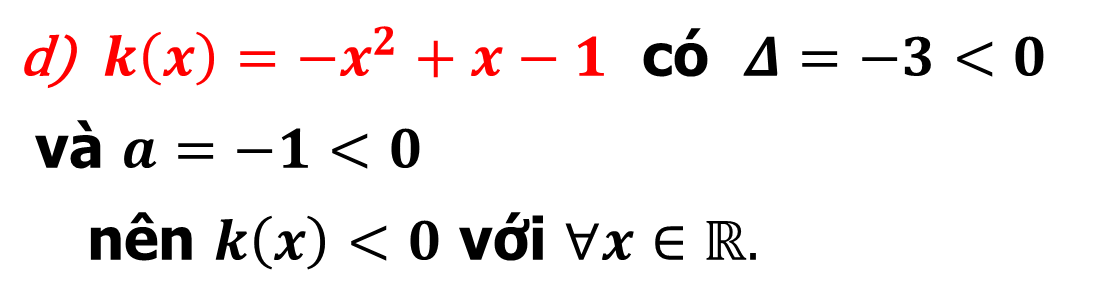 d) k(x) = −x² + x − 1 có Δ = −3 < 0
và a = −1 < 0
nên k(x) < 0 với ∀x ∈ ℝ.